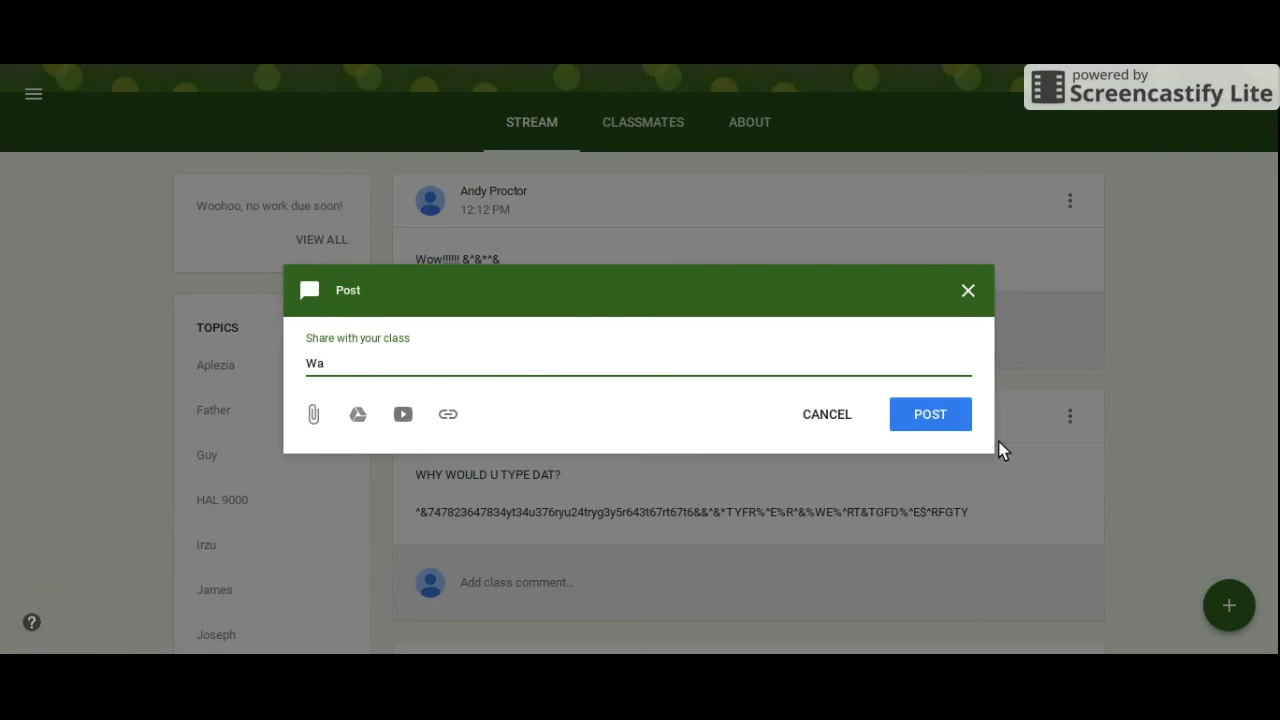 powered by
Screencastify Lite
STREAM
CLASSMATES
ABOUT
Woohoo, no work due soon!
VIEW ALL
Andy Proctor
12:12 PM
Wow!!!!!! &^&*^^&
Post
Share with your class
Wa
CANCEL
POST
TOPICS
Aplezia
Father
Guy
HAL 9000
Irzu
James
Joseph
WHY WOULD U TYPE DAT?
^&747823647834yt34u376ryu24tryg3y5r643t67rt67t6&&^&*TYFR%^E%R^&%WE%^RT&TGFD%^E$^RFGTY
Add class comment...